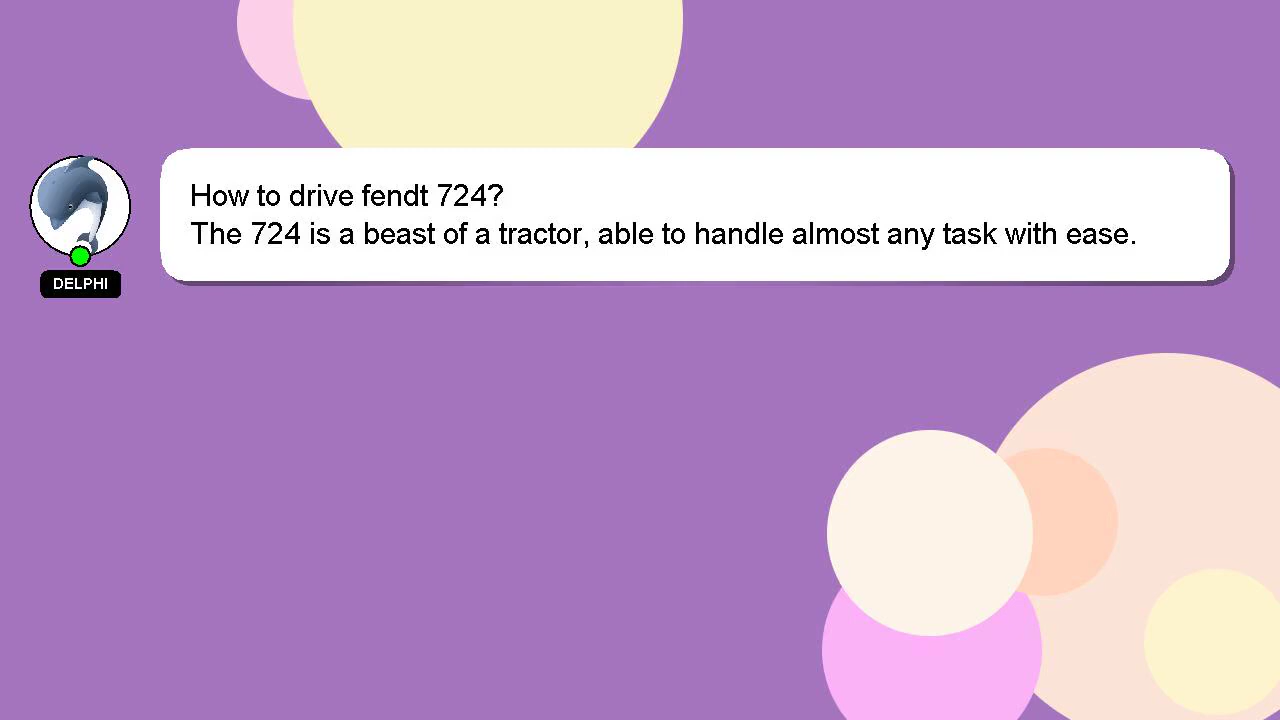 How to drive fendt 724?
The 724 is a beast of a tractor, able to handle almost any task with ease.
DELPHI